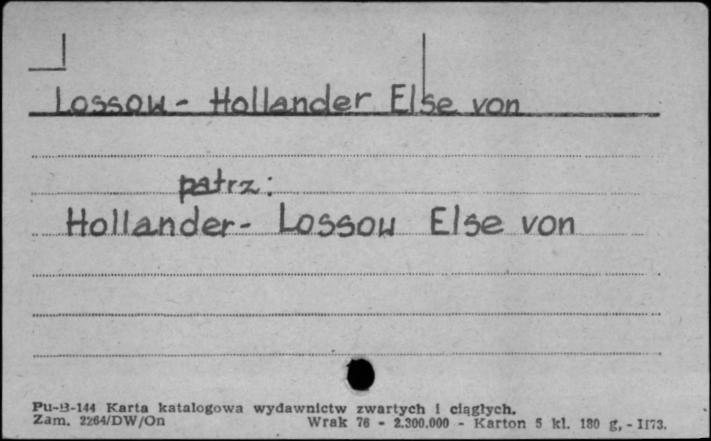 Lossow - Hollander Else von
patrz:
Hollander - Lossow Else von
Pu-B-144 Karta katalogowa wydawnictw zwartych i ciągłych.
Zam. 2264/DW/On Wrak 76 - 2.300.000 - Karton 5 kl. 180 g, - II73.